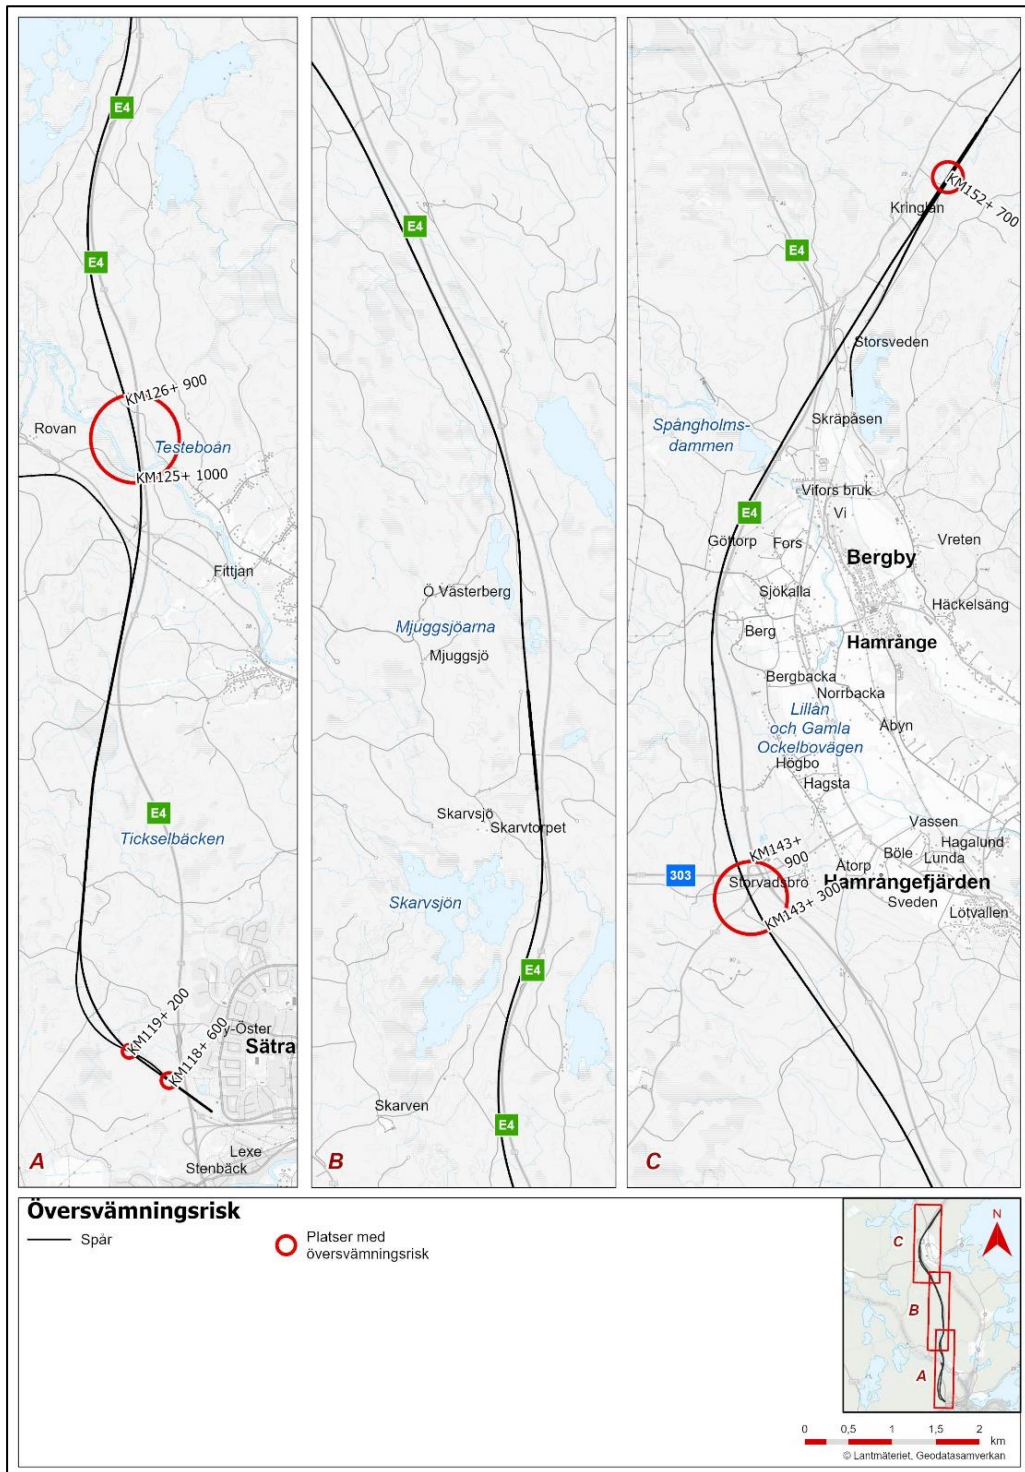 E4
E4
KM126+ 900
Rovan
Testeboån
KM125+ 1000
Fittjan
E4
Tickselbäcken
KM119+ 200
KM118+ 600
y-Öster
Sätra
Lexe
Stenbäck
A
E4
Ö Västerberg
Mjuggsjöarna
Mjuggsjö
Skarvsjö
Skarvtorpet
Skarvsjön
E4
Skarven
E4
B
KM152+ 700
Kringlan
E4
Storsveden
Skräpåsen
Spångholms-
dammen
Vifors bruk
Vi
E4
Göttorp
Fors
Bergby
Vreten
Sjökalla
Häckelsäng
Berg
Hamrånge
Bergbacka
Norrbacka
Lillån
och Gamla
Ockelbovägen
Åbyn
Högbo
Hagsta
Vassen
Hagalund
KM143+
900
Böle
Lunda
Åtorp
303
Storvadsbro
Hamrångefjärden
Sveden
Lötvallen
KM143+ 300
C
Översvämningsrisk
Spår
Platser med
översvämningsrisk
N
C
B
A
0 0,5 1 1,5 2
km
© Lantmäteriet, Geodatasamverkan